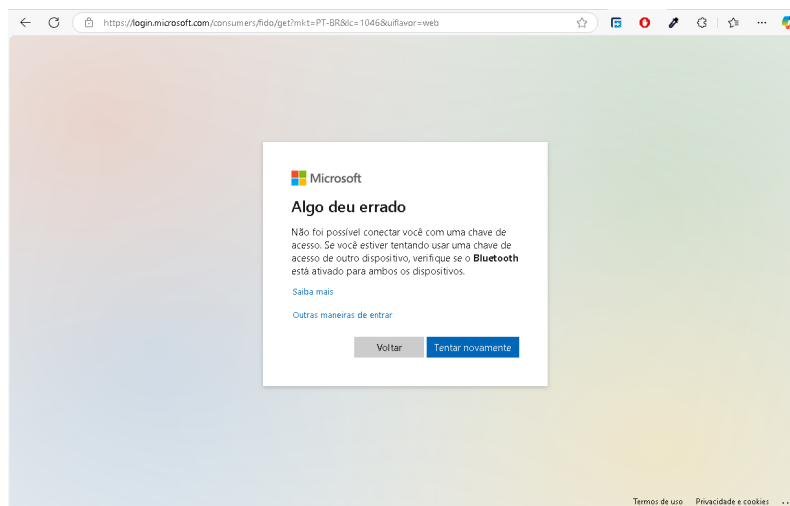 https://login.microsoft.com/consumers/fido/get?mkt=PT-BR&lc=1046&uiflavor=web
Microsoft
Algo deu errado
Não foi possível conectar você com uma chave de
acesso. Se você estiver tentando usar uma chave de
acesso de outro dispositivo, verifique se o Bluetooth
está ativado para ambos os dispositivos.
Saiba mais
Outras maneiras de entrar
Voltar
Tentar novamente
Termos de uso Privacidade e cookies ...